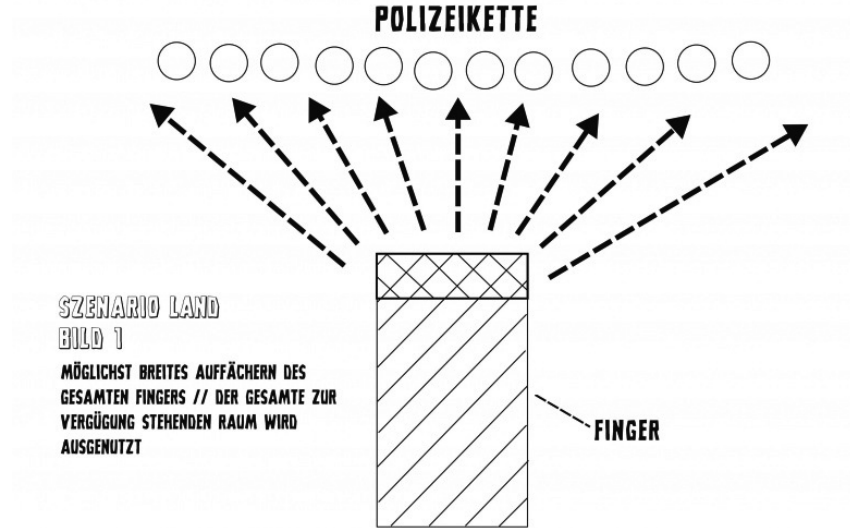 POLIZEIKETTE
SZENARIO LAND
BILD 1
MÖGLICHST BREITES AUFFÄCHERN DES
GESAMTEN FINGERS // DER GESAMTE ZUR
VERGÜGUNG STEHENDEN RAUM WIRD
AUSGENUTZT
FINGER